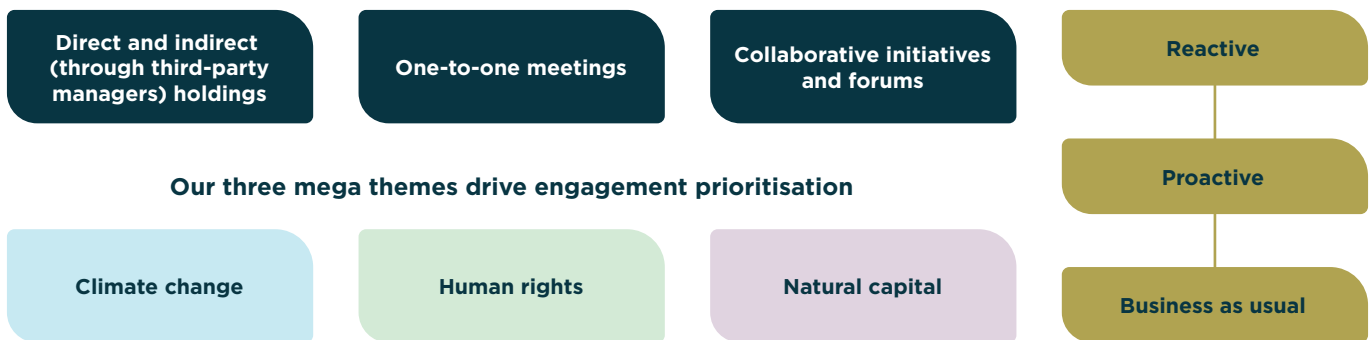 Direct and indirect
(through third-party
managers) holdings
One-to-one meetings
Collaborative initiatives
and forums
Our three mega themes drive engagement prioritisation
Climate change
Human rights
Natural capital
Reactive
Proactive
Business as usual